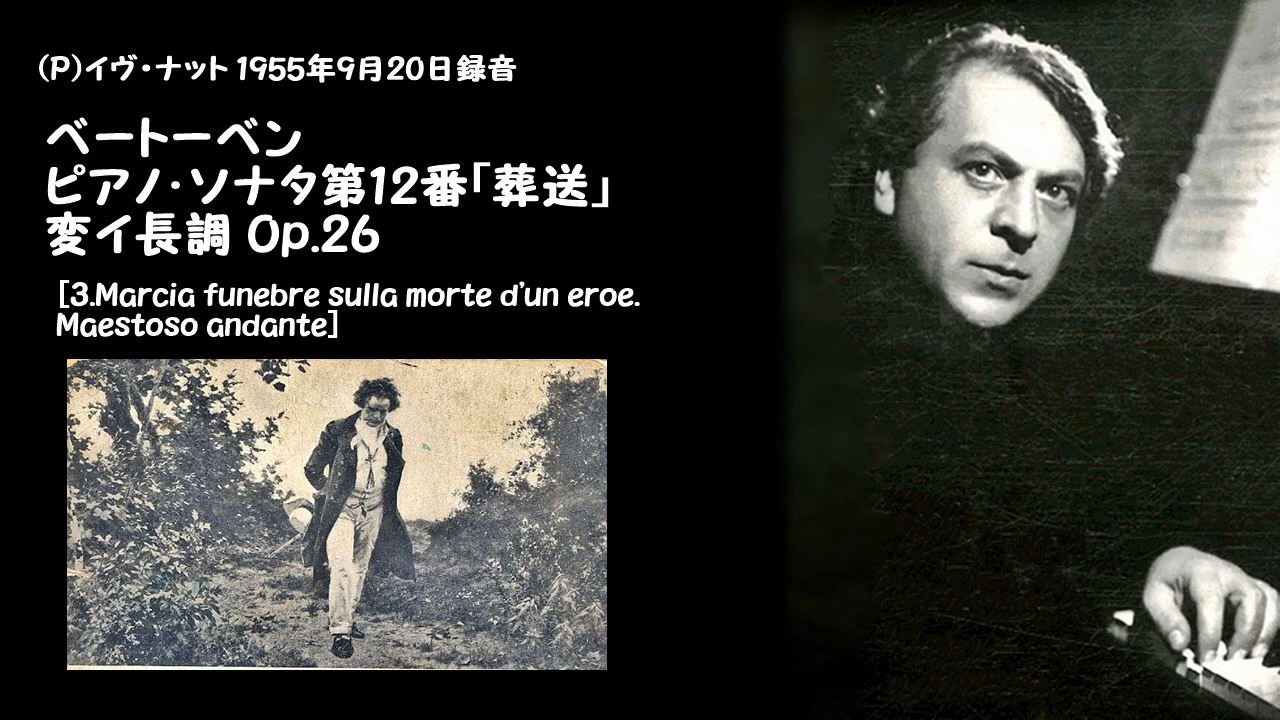 (P)イヴ・ナット 1955年9月20日録音
ベートーベン
ピアノ・ソナタ第12番「葬送」
変イ長調 Op.26
[3.Marcia funebre sulla morte d'un eroe.
Maestoso andante]